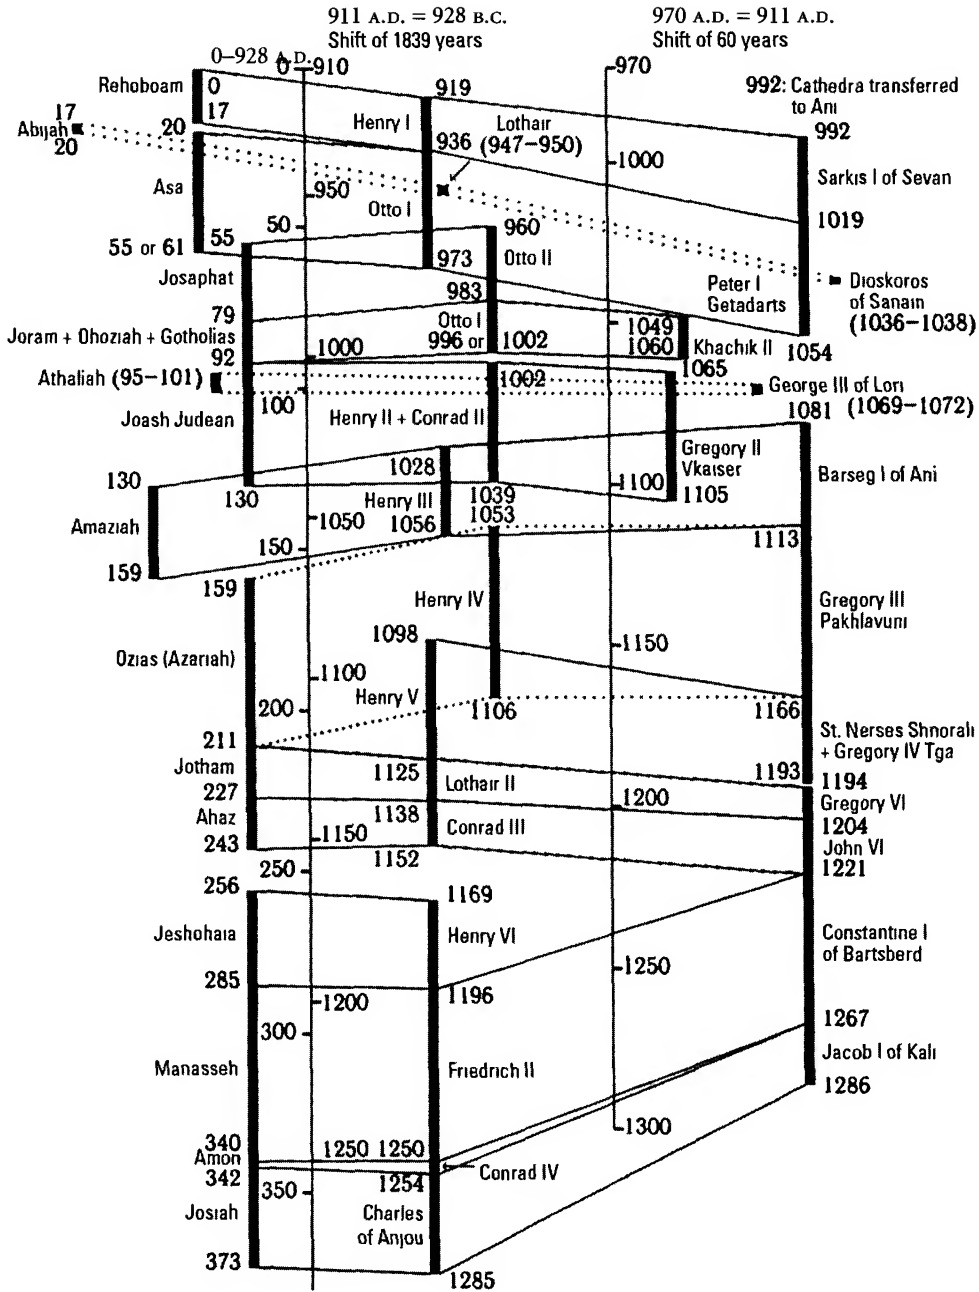 911 A.D. = 928 B.C.
Shift of 1839 years
970 A.D. = 911 A.D.
Shift of 60 years
0–928 A.D.
0 910
970
Rehoboam
0
919
992: Cathedra transferred
to Ani
17
17
Abijah
20
20
Henry I
Lothair
(947–950)
992
936
1000
Sarkis I of Sevan
Asa
950
Otto I
1019
50
960
55 or 61
55
973
Otto II
Josaphat
Peter I
Getadarts
Dioskoros
of Sanain
(1036–1038)
983
79
Otto I
1049
Joram + Ohoziah + Gotholias
996 or 1002
1060
Khachik II
1054
92
1000
1065
Athaliah (95–101)
1002
George III of Lori
(1069–1072)
100
1081
Joash Judean
Henry II + Conrad II
Gregory II
Vkaiser
1028
Barseg I of Ani
130
130
1100
1105
Henry III
1039
Amaziah
1050
1056
1053
150
1113
159
159
Henry IV
Gregory III
Pakhlavuni
1098
1150
Ozias (Azariah)
1100
Henry V
200
1106
1166
211
St. Nerses Shnorali
+ Gregory IV Tga
Jotham
1125
Lothair II
1193
1194
227
1200
Gregory VI
Ahaz
1138
1204
243
1150
Conrad III
John VI
1152
1221
250
256
1169
Jeshohaia
Henry VI
Constantine I
of Bartsberd
1250
285
1196
1200
300
1267
Manasseh
Friedrich II
Jacob I of Kali
1286
1300
340
1250
1250
Amon
Conrad IV
342
350
1254
Josiah
Charles
of Anjou
373
1285